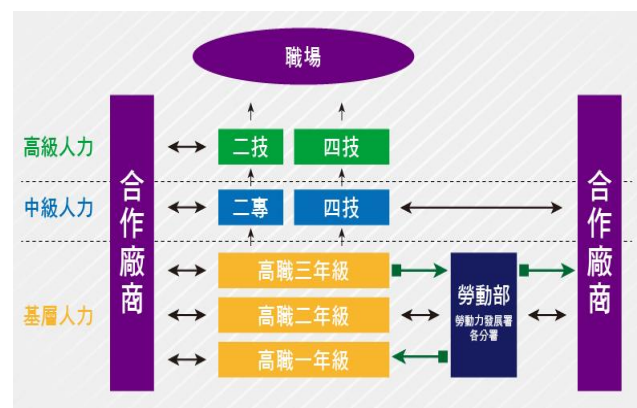 職場
高級人力
二技
四技
中級人力
二專
四技
合作廠商
合作廠商
高職三年級
基層人力
高職二年級
高職一年級
勞動部
勞動力發展署
各分署